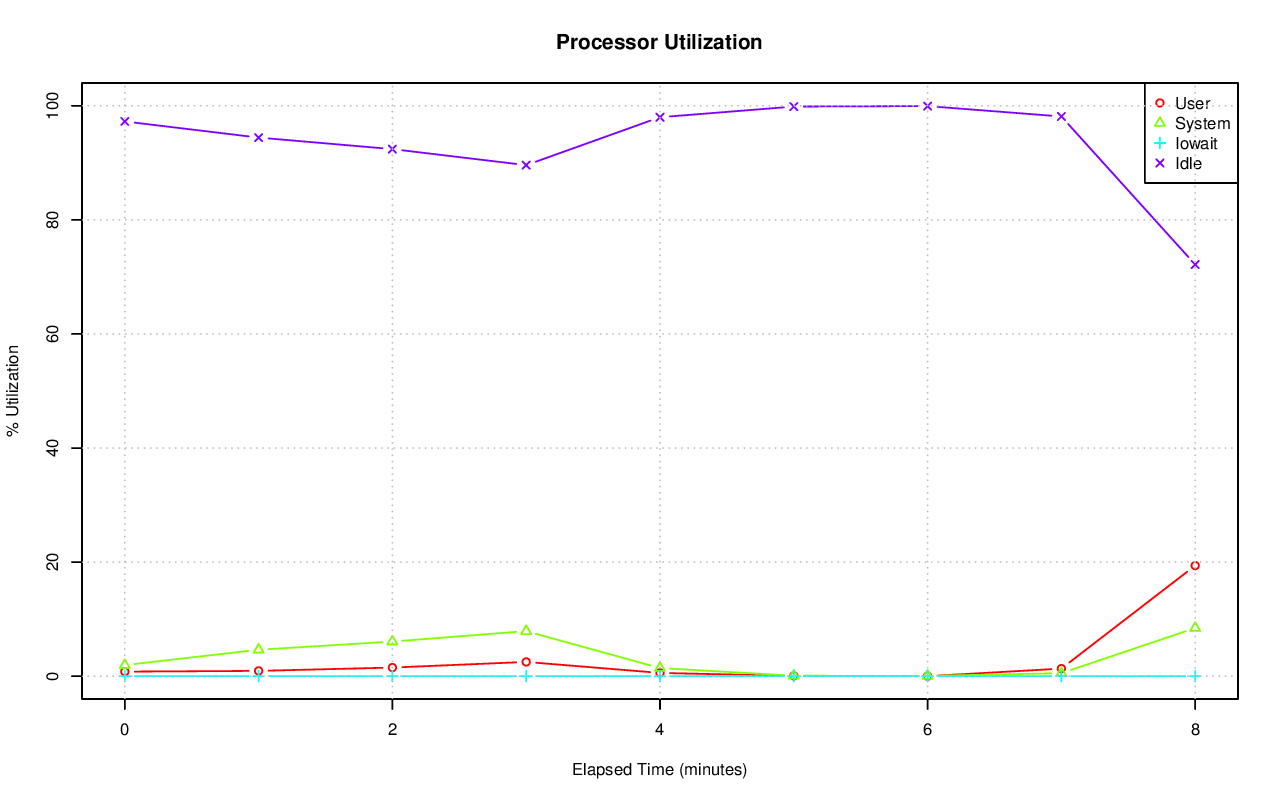 Processor Utilization
User
System
Iowait
Idle
% Utilization
100
80
60
40
20
0
0 2 4 6 8
Elapsed Time (minutes)